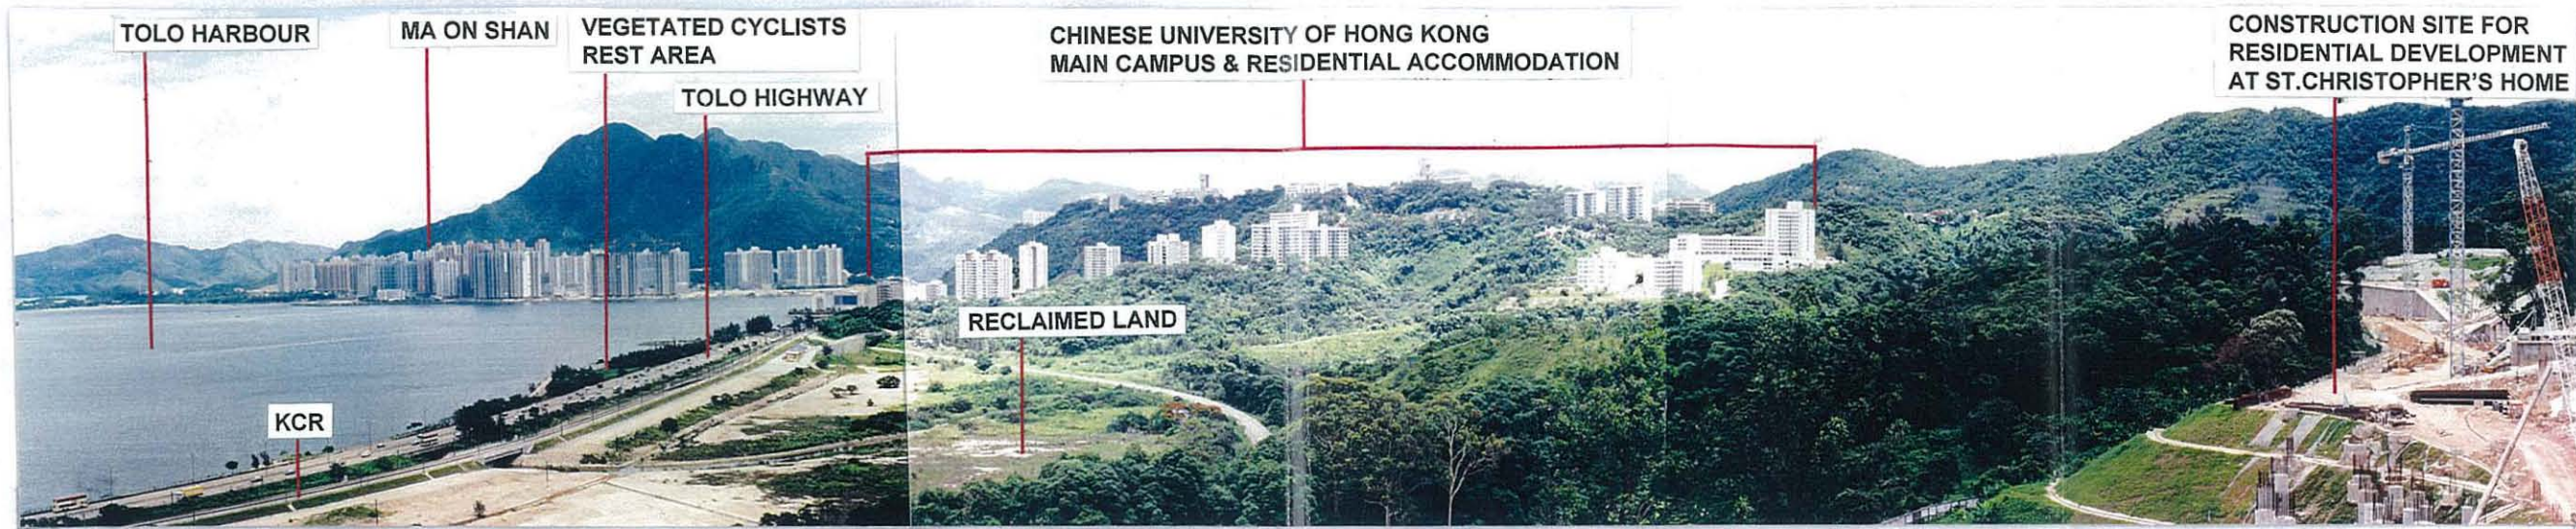 TOLO HARBOUR
MA ON SHAN
VEGETATED CYCLISTS
REST AREA
TOLO HIGHWAY
CHINESE UNIVERSITY OF HONG KONG
MAIN CAMPUS & RESIDENTIAL ACCOMMODATION
CONSTRUCTION SITE FOR
RESIDENTIAL DEVELOPMENT
AT ST.CHRISTOPHER'S HOME
RECLAIMED LAND
KCR